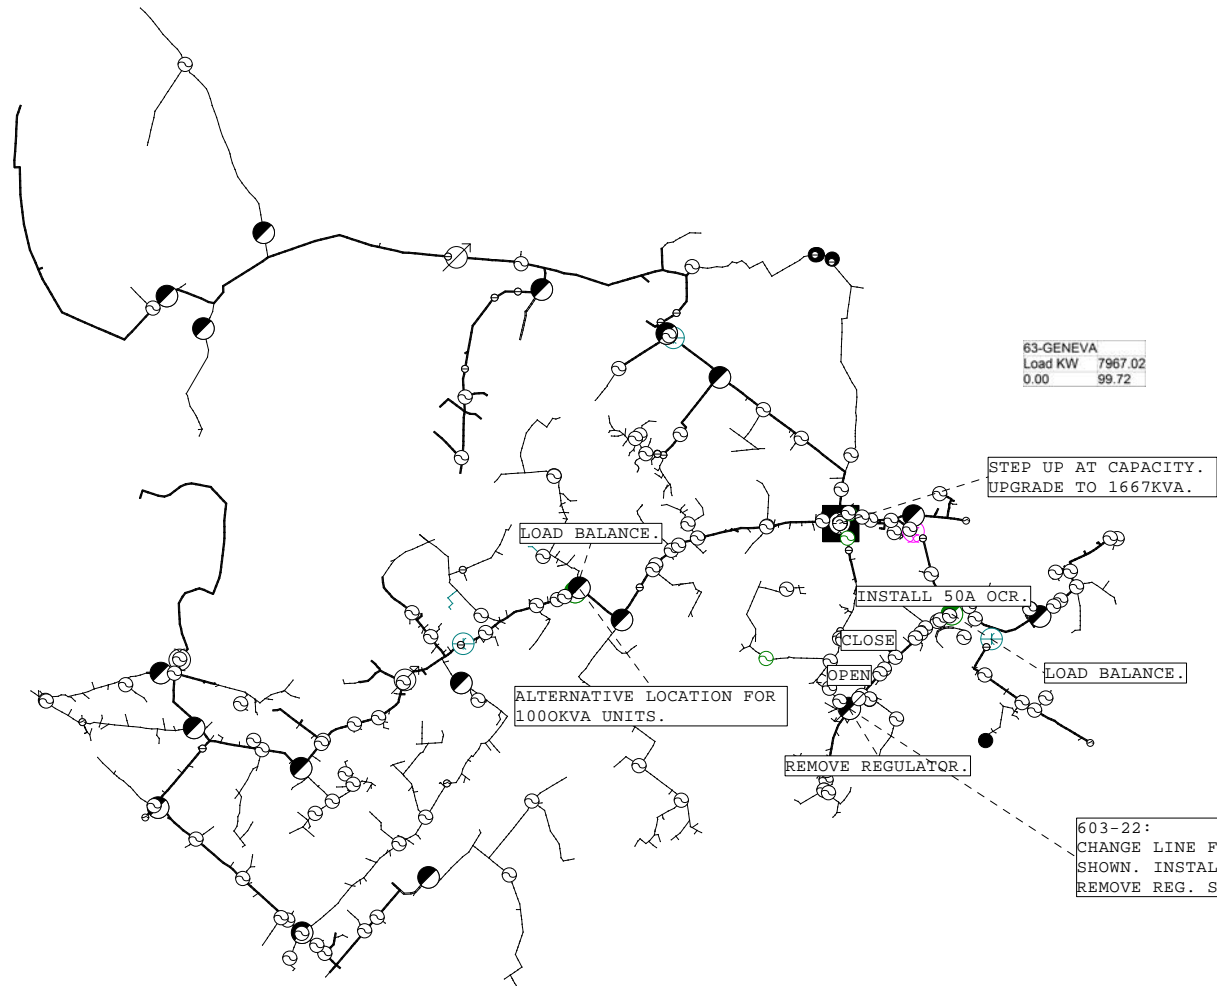 63-GENEVA
Load KW 7967.02
0.00 99.72
STEP UP AT CAPACITY.
UPGRADE TO 1667KVA.
LOAD BALANCE.
INSTALL 50A OCR.
CLOSE
OPEN
LOAD BALANCE.
ALTERNATIVE LOCATION FOR
1000KVA UNITS.
REMOVE REGULATOR.
603-22:
CHANGE LINE F
SHOWN. INSTAL
REMOVE REG. S